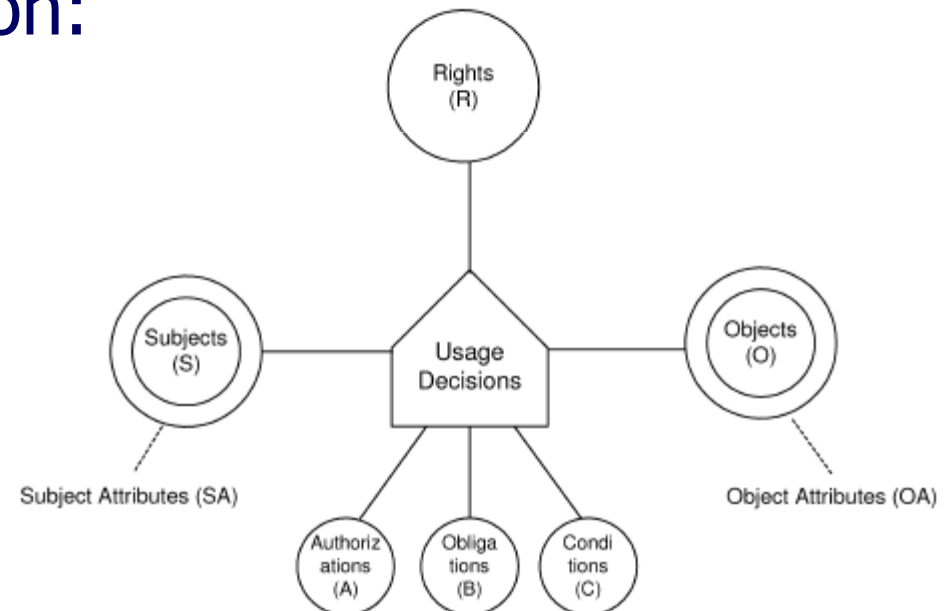 on:
Rights
(R)
Subjects
(S)
Usage
Decisions
Objects
(O)
Subject Attributes (SA)
Object Attributes (OA)
Authoriz
ations
(A)
Obliga
tions
(B)
Condi
tions
(C)